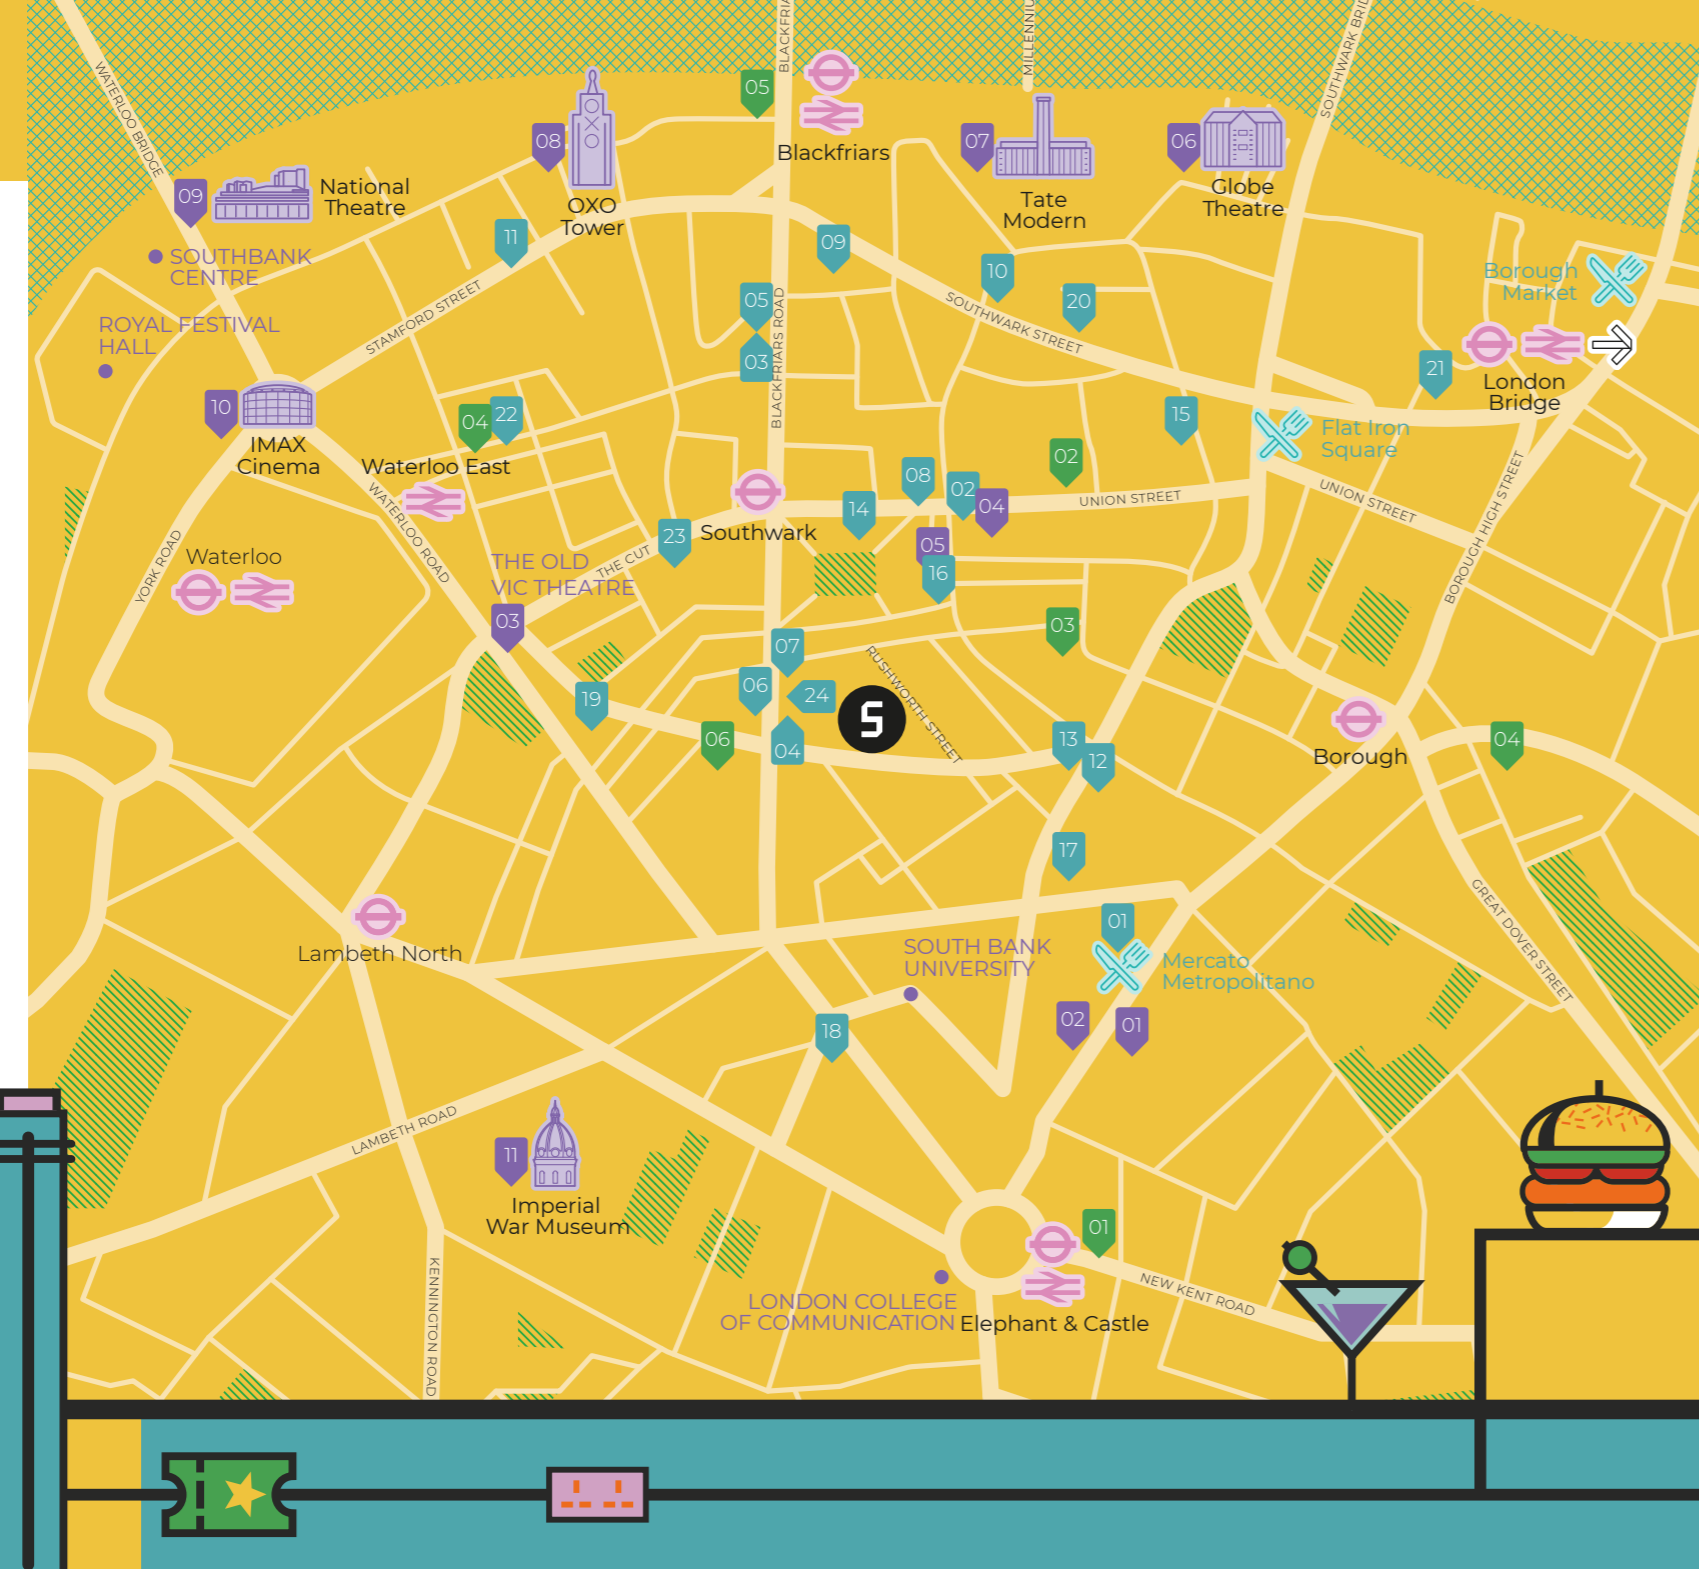 WATERLOO BRIDGE
BLACKFRIA
MILLENNIU
SOUTHWARK BRID
05
Blackfriars
08
OXO
Tower
07
Tate
Modern
06
Globe
Theatre
09
National
Theatre
SOUTHBANK
CENTRE
11
09
10
20
Borough
Market
ROYAL FESTIVAL
HALL
STAMFORD STREET
05
03
BLACKFRIARS ROAD
SOUTHWARK STREET
21
London
Bridge
10
IMAX
Cinema
04
22
Waterloo East
15
Flat Iron
Square
02
08
02
04
14
UNION STREET
UNION STREET
WATERLOO ROAD
Southwark
23
THE CUT
05
16
BOROUGH HIGH STREET
YORK ROAD
Waterloo
THE OLD
VIC THEATRE
03
03
07
06
24
04
S
RUSHWORTH STREET
19
06
13
12
Borough
04
17
GREAT DOVER STREET
Lambeth North
01
Mercato
Metropolitano
SOUTH BANK
UNIVERSITY
18
02
01
LAMBETH ROAD
11
Imperial
War Museum
KENNINGTON ROAD
01
LONDON COLLEGE
OF COMMUNICATION
Elephant & Castle
NEW KENT ROAD